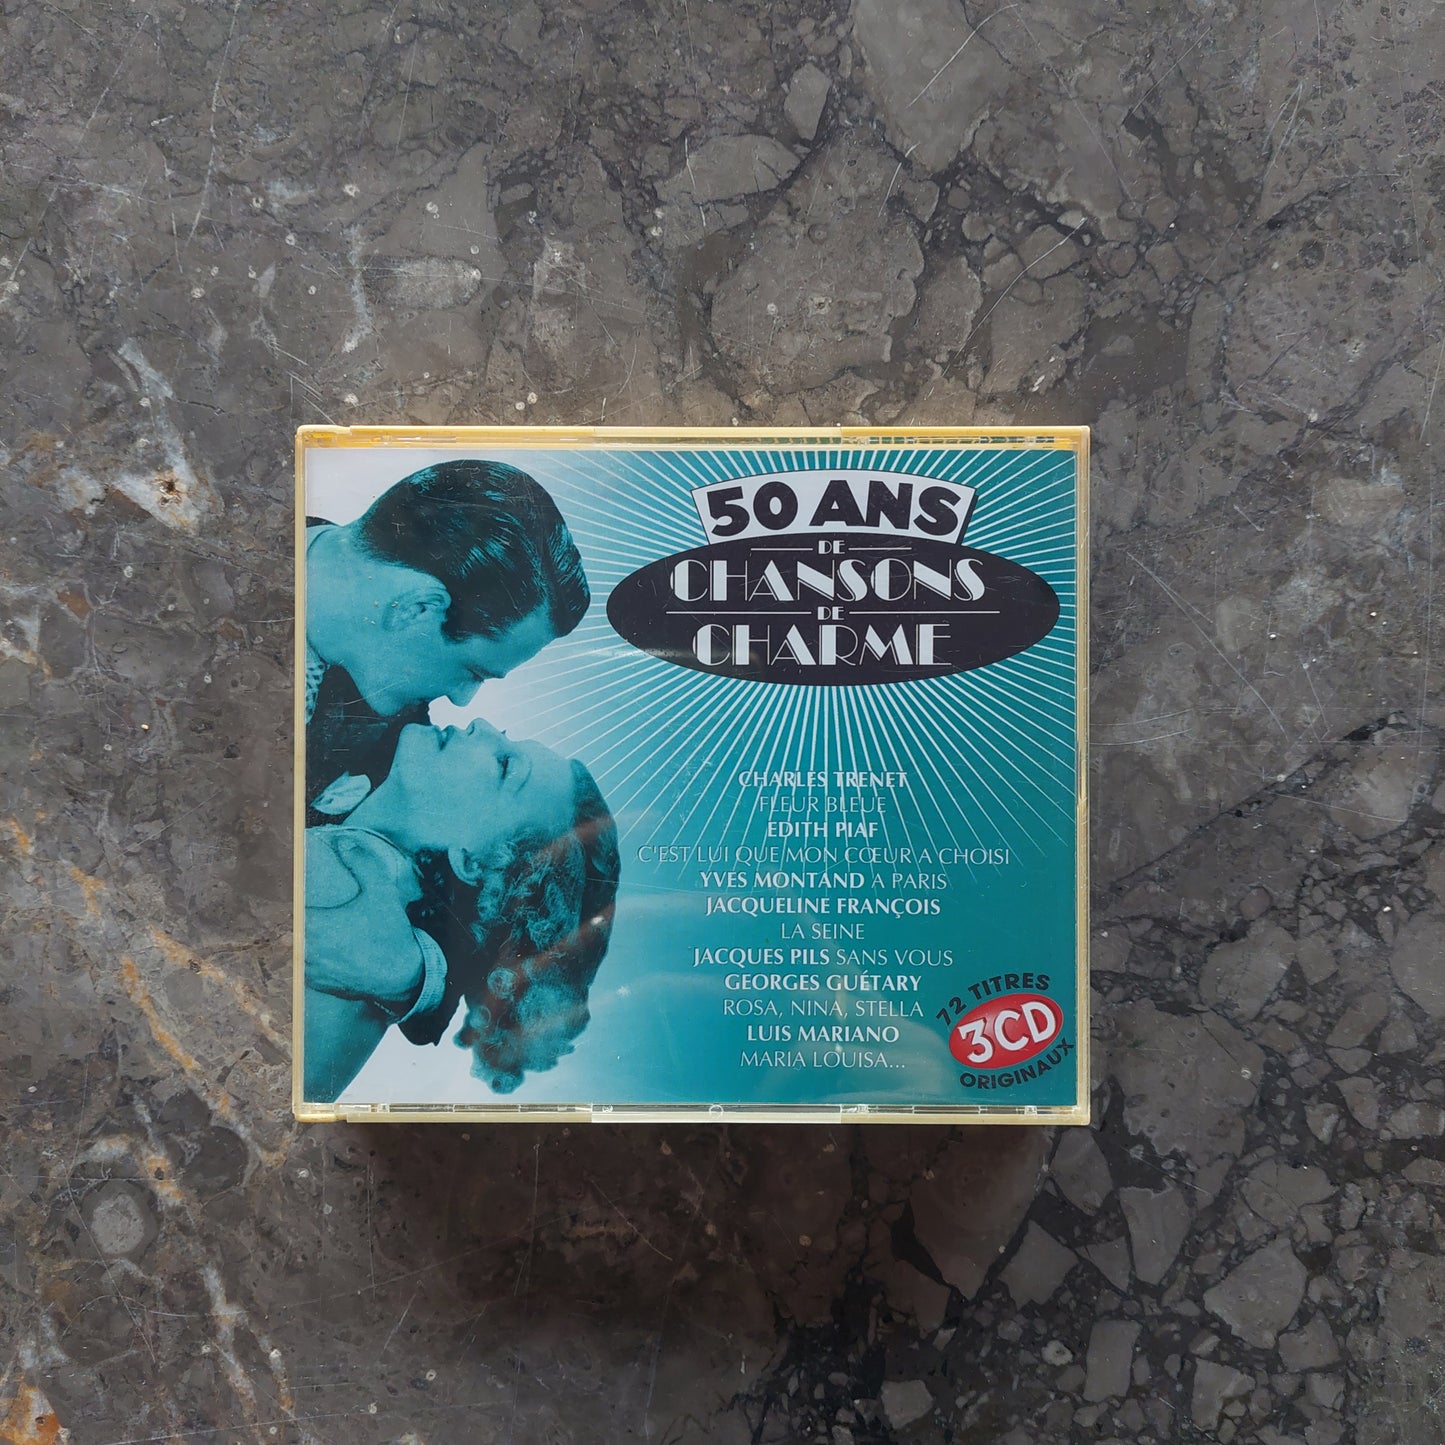 50 ANS
DE
CHANSONS
DE
CHARME
CHARLES TRENET
FLEUR BLEUE
EDITH PIAF
C'EST LUI QUE MON CŒUR A CHOISI
YVES MONTAND A PARIS
JACQUELINE FRANÇOIS
LA SEINE
JACQUES PILS SANS VOUS
GEORGES GUÉTARY
ROSA, NINA, STELLA
LUIS MARIANO
MARIA LOUISA...
72 TITRES
3CD
ORIGINAUX